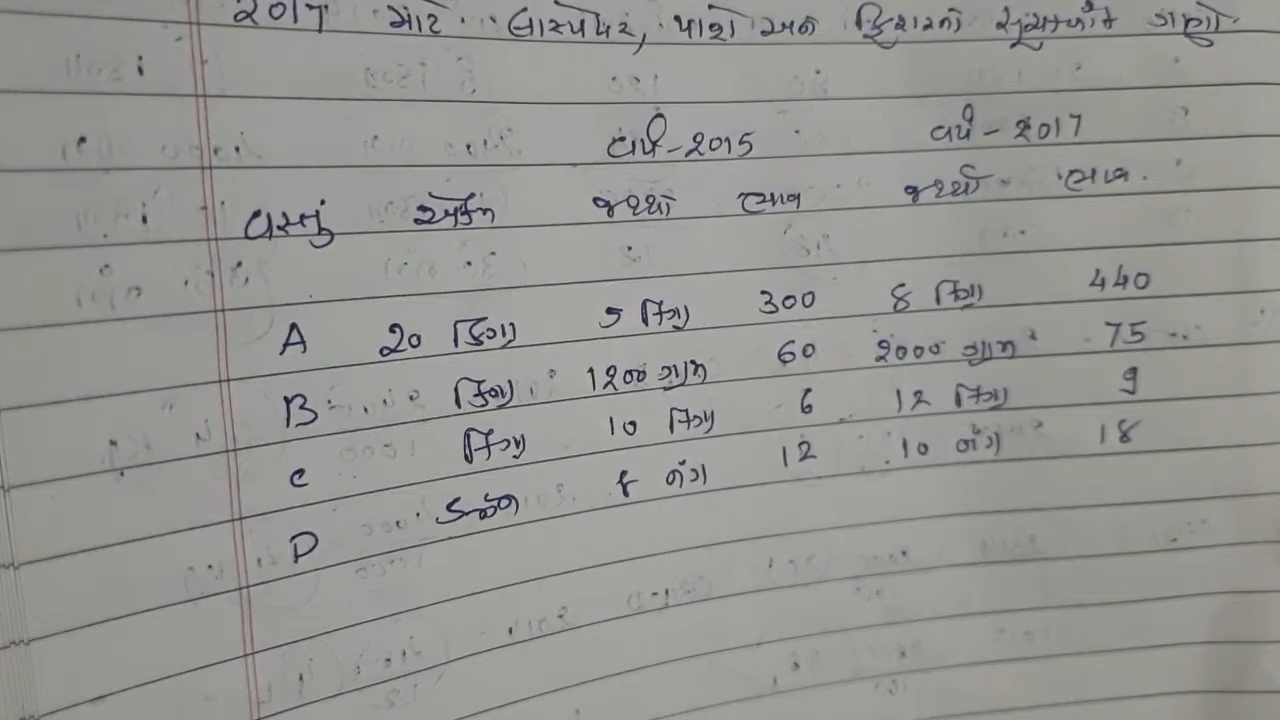 2017 માટે લાસ્પેયર, પાશે અને ફિશરનો સૂચકઆંક ગણો.
વર્ષ-2015 વર્ષ - 2017
વસ્તુ એકમ જથ્થો ભાવ જથ્થો ભાવ
A 20 કિગ્રા 5 કિગ્રા 300 8 કિગ્રા 440
B કિગ્રા 1200 ગ્રામ 60 2000 ગ્રામ 75
C કિગ્રા 10 કિગ્રા 6 12 કિગ્રા 9
D ડઝન 8 નંગ 12 10 નંગ 18